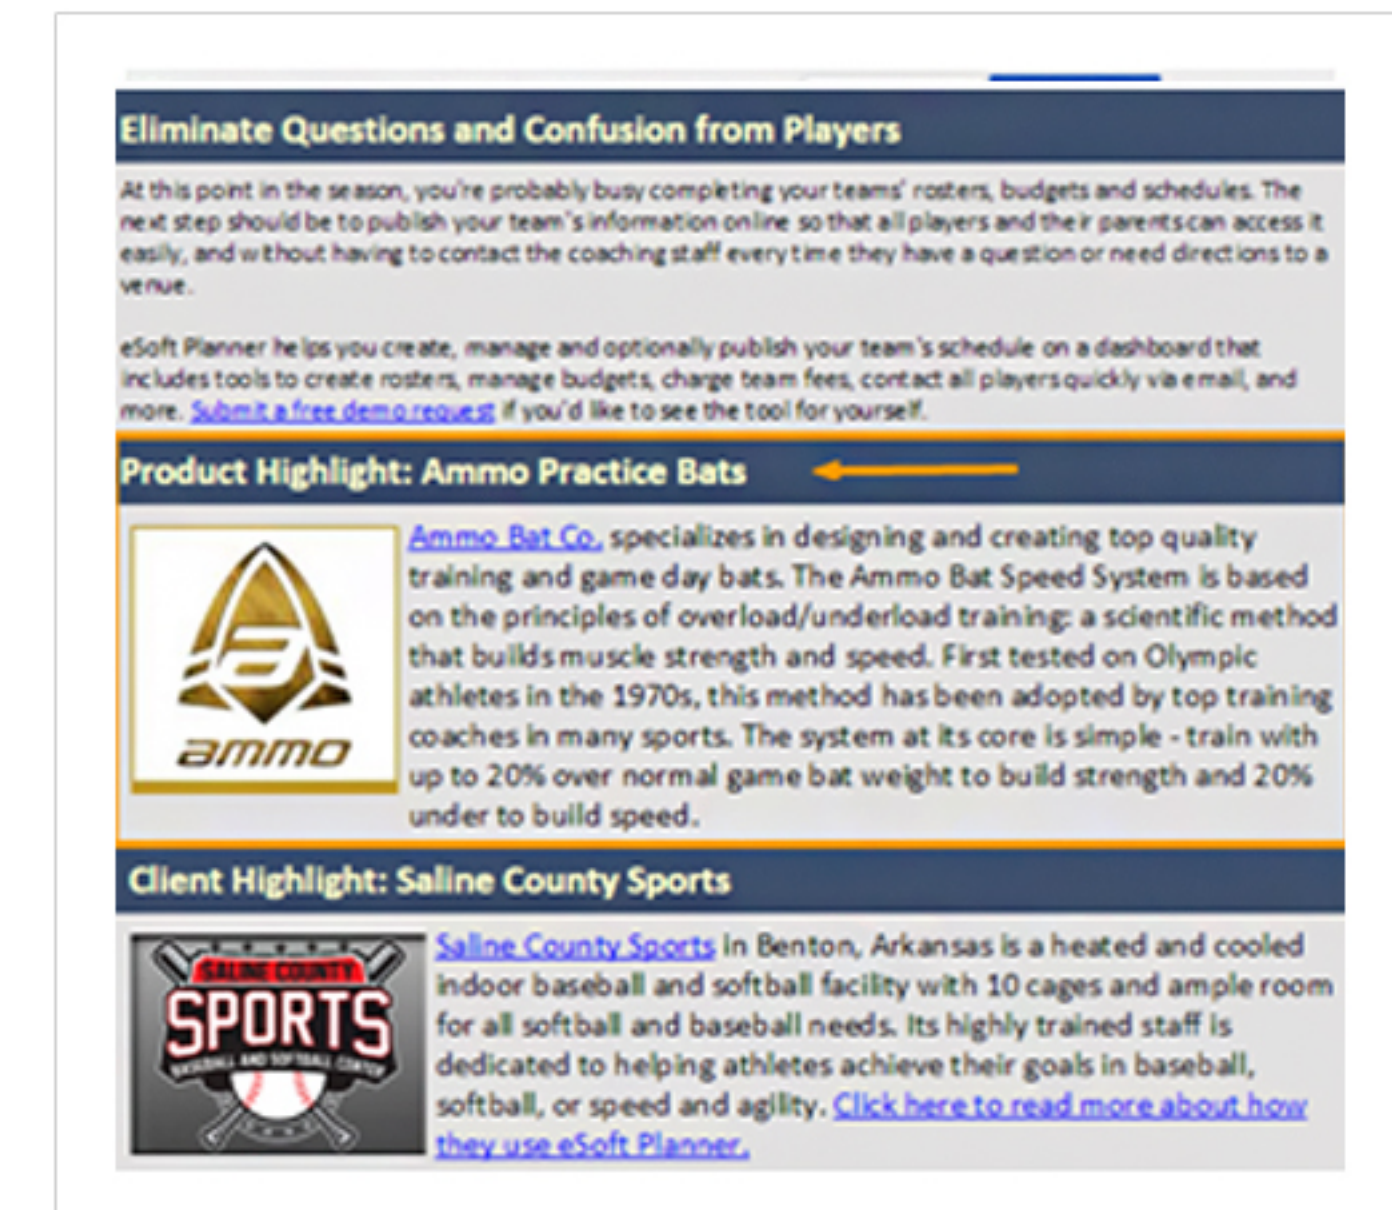 Eliminate Questions and Confusion from Players
At this point in the season, you're probably busy completing your teams' rosters, budgets and schedules. The
next step should be to publish your team's information online so that all players and their parents can access it
easily, and without having to contact the coaching staff every time they have a question or need directions to a
venue.
eSoft Planner helps you create, manage and optionally publish your team's schedule on a dashboard that
includes tools to create rosters, manage budgets, charge team fees, contact all players quickly via email, and
more. Submit a free demo request if you'd like to see the tool for yourself.
Product Highlight: Ammo Practice Bats
Ammo Bat Co. specializes in designing and creating top quality
training and game day bats. The Ammo Bat Speed System is based
on the principles of overload/underload training: a scientific method
that builds muscle strength and speed. First tested on Olympic
athletes in the 1970s, this method has been adopted by top training
coaches in many sports. The system at its core is simple - train with
up to 20% over normal game bat weight to build strength and 20%
under to build speed.
a
ammo
Client Highlight: Saline County Sports
SALINE COUNTY
SPORTS
BASEBALL AND SOFTBALL CENTER
Saline County Sports in Benton, Arkansas is a heated and cooled
indoor baseball and softball facility with 10 cages and ample room
for all softball and baseball needs. Its highly trained staff is
dedicated to helping athletes achieve their goals in baseball,
softball, or speed and agility. Click here to read more about how
they use eSoft Planner.